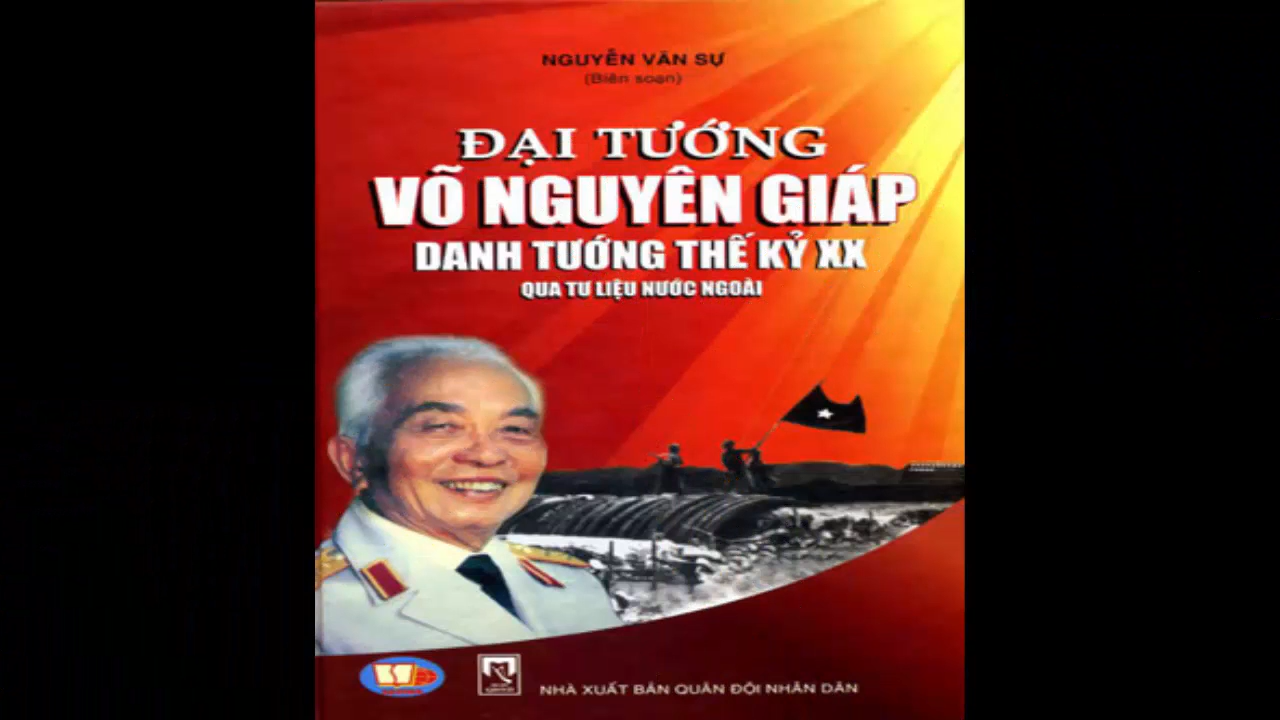 NGUYỄN VĂN SỰ
(Biên soạn)
ĐẠI TƯỚNG
VÕ NGUYÊN GIÁP
DANH TƯỚNG THẾ KỶ XX
QUA TƯ LIỆU NƯỚC NGOÀI
NHÀ XUẤT BẢN QUÂN ĐỘI NHÂN DÂN